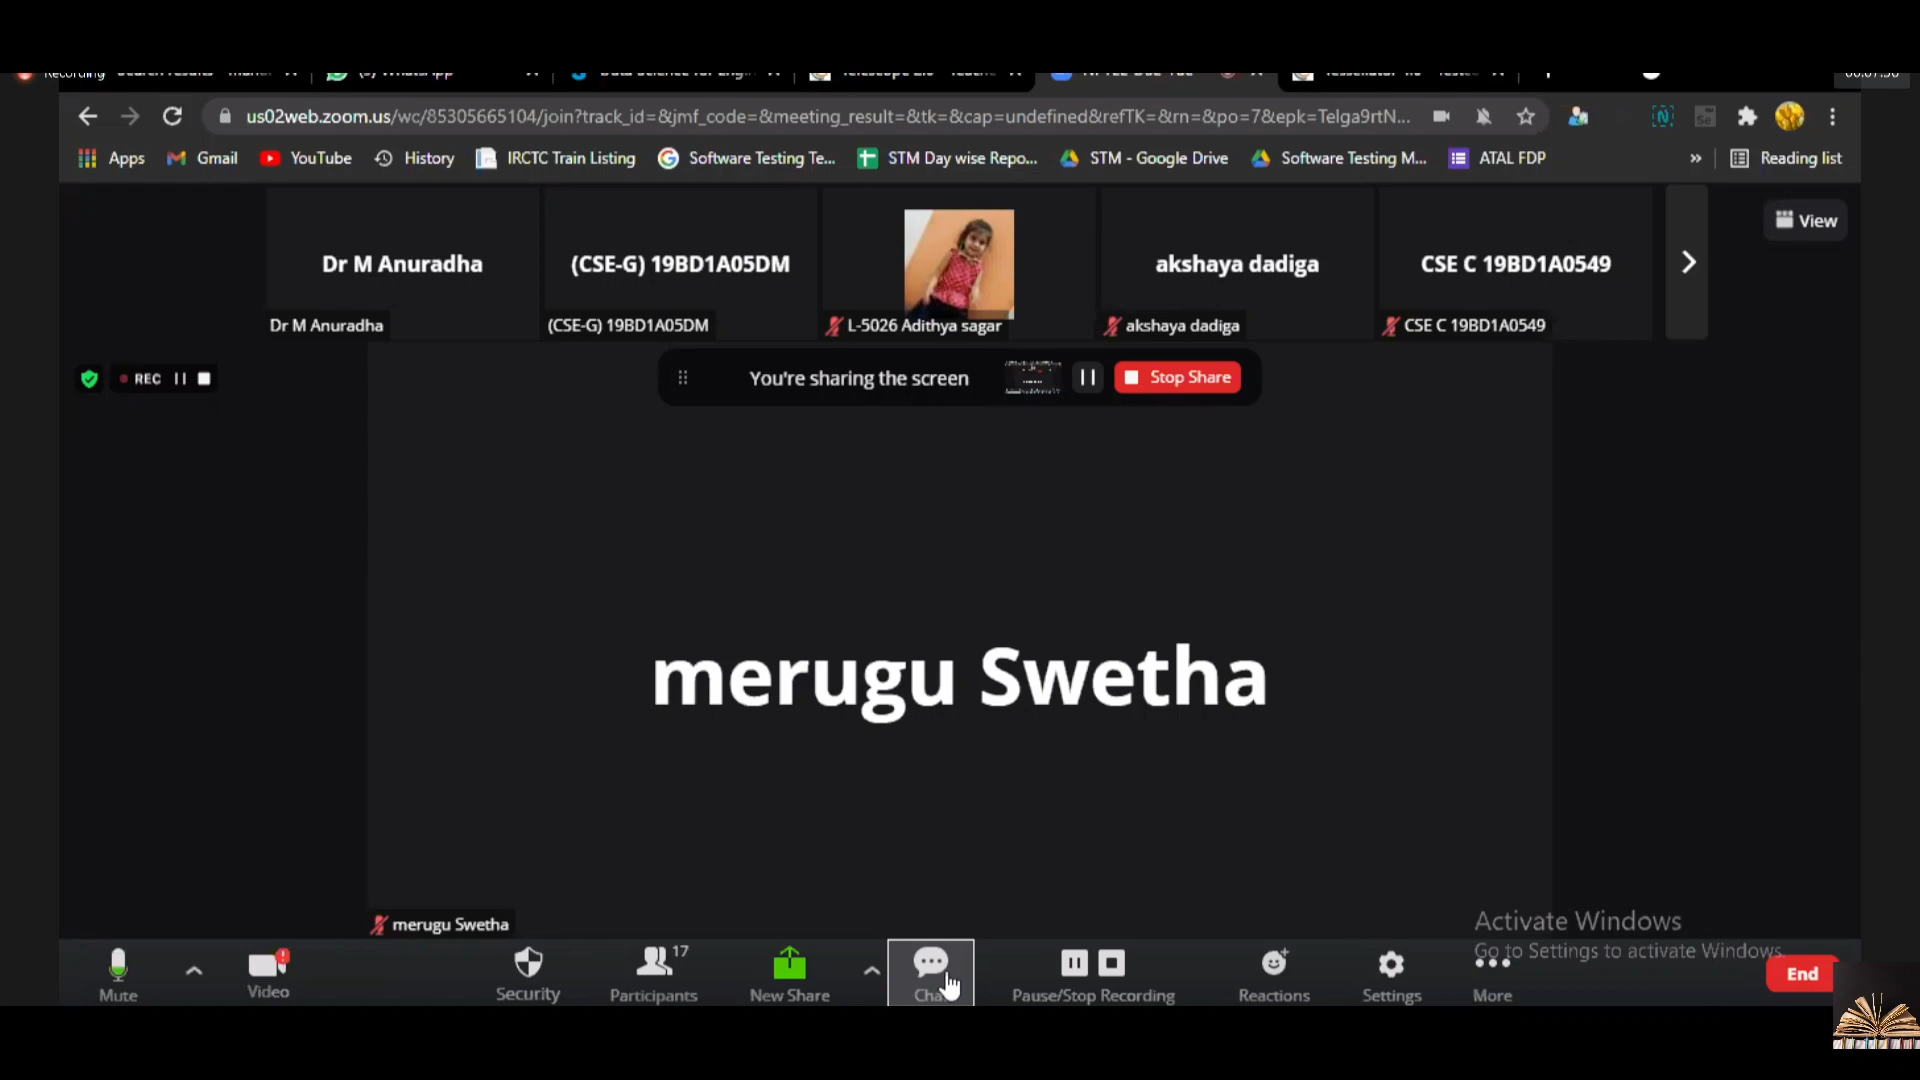 Recording
us02web.zoom.us/wc/85305665104/join?track_id=&jmf_code=&meeting_result=&tk=&cap=undefined&refTK=&rn=&po=7&epk=Telga9rtN...
Apps Gmail YouTube History IRCTC Train Listing Software Testing Te... STM Day wise Repo... STM - Google Drive Software Testing M... ATAL FDP » Reading list
Dr M Anuradha (CSE-G) 19BD1A05DM akshaya dadiga CSE C 19BD1A0549 View
Dr M Anuradha (CSE-G) 19BD1A05DM L-5026 Adithya sagar akshaya dadiga CSE C 19BD1A0549
REC You're sharing the screen Stop Share
merugu Swetha
merugu Swetha
Activate Windows
Go to Settings to activate Windows.
17
Mute Video Security Participants New Share Pause/Stop Recording Reactions Settings More End